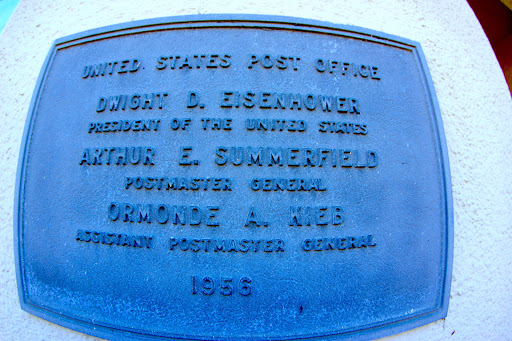 UNITED STATES POST OFFICE
DWIGHT D. EISENHOWER
PRESIDENT OF THE UNITED STATES
ARTHUR E. SUMMERFIELD
POSTMASTER GENERAL
ORMONDE A. KIEB
ASSISTANT POSTMASTER GENERAL
1956